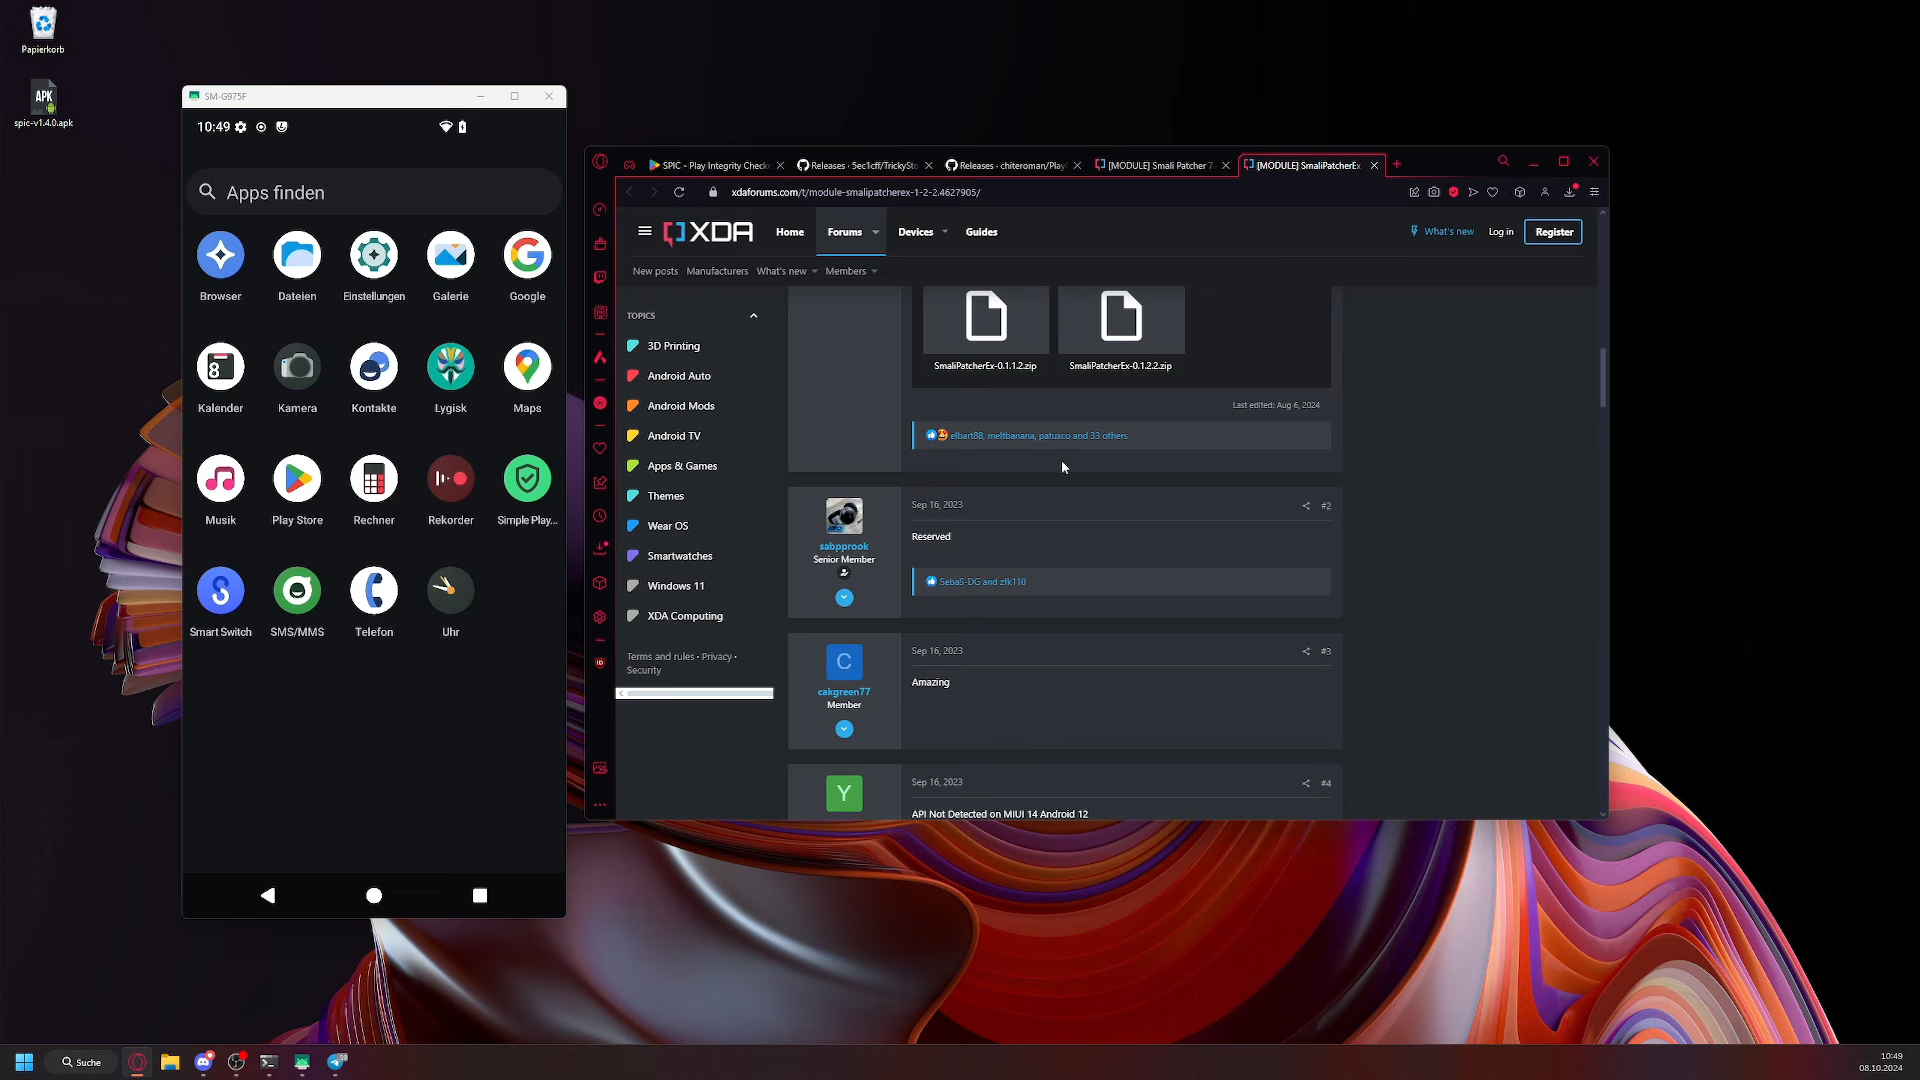 Papierkorb
APK
spic-v1.4.0.apk
SM-G975F
10:49
Apps finden
Browser
Dateien
Einstellungen
Galerie
Google
8
Kalender
Kamera
Kontakte
Lygisk
Maps
Musik
Play Store
Rechner
Rekorder
Simple Play...
Smart Switch
SMS/MMS
Telefon
Uhr
SPIC - Play Integrity Checke
Releases · 5ec1cff/TrickySto
Releases · chiteroman/Play
[MODULE] Smali Patcher 7.
[MODULE] SmaliPatcherEx
xdaforums.com/t/module-smalipatcherex-1-2-2.4627905/
XDA
Home
Forums
Devices
Guides
What's new
Log in
Register
New posts
Manufacturers
What's new
Members
TOPICS
3D Printing
Android Auto
Android Mods
Android TV
Apps & Games
Themes
Wear OS
Smartwatches
Windows 11
XDA Computing
Terms and rules • Privacy •
Security
SmaliPatcherEx-0.1.1.2.zip
SmaliPatcherEx-0.1.2.2.zip
Last edited: Aug 6, 2024
elbart88, meltbanana, patuxco and 33 others
Sep 16, 2023
#2
sabpprook
Senior Member
Reserved
SebaS-DG and zfk110
Sep 16, 2023
#3
C
cakgreen77
Member
Amazing
Sep 16, 2023
#4
Y
API Not Detected on MIUI 14 Android 12
Suche
59
10:49
08.10.2024